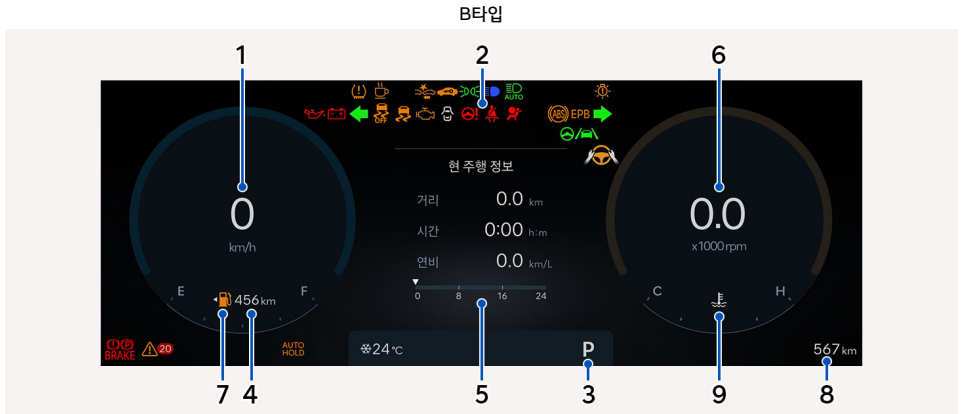 B타입
1 2 6
AUTO
OFF ABS EPB
현 주행 정보
거리 0.0 km
0 시간 0:00 h:m 0.0
km/h 연비 0.0 km/L x1000 rpm
E F 0 8 16 24 C H
456 km
BRAKE 20 AUTO HOLD 24 °C P 567 km
7 4 5 3 9 8